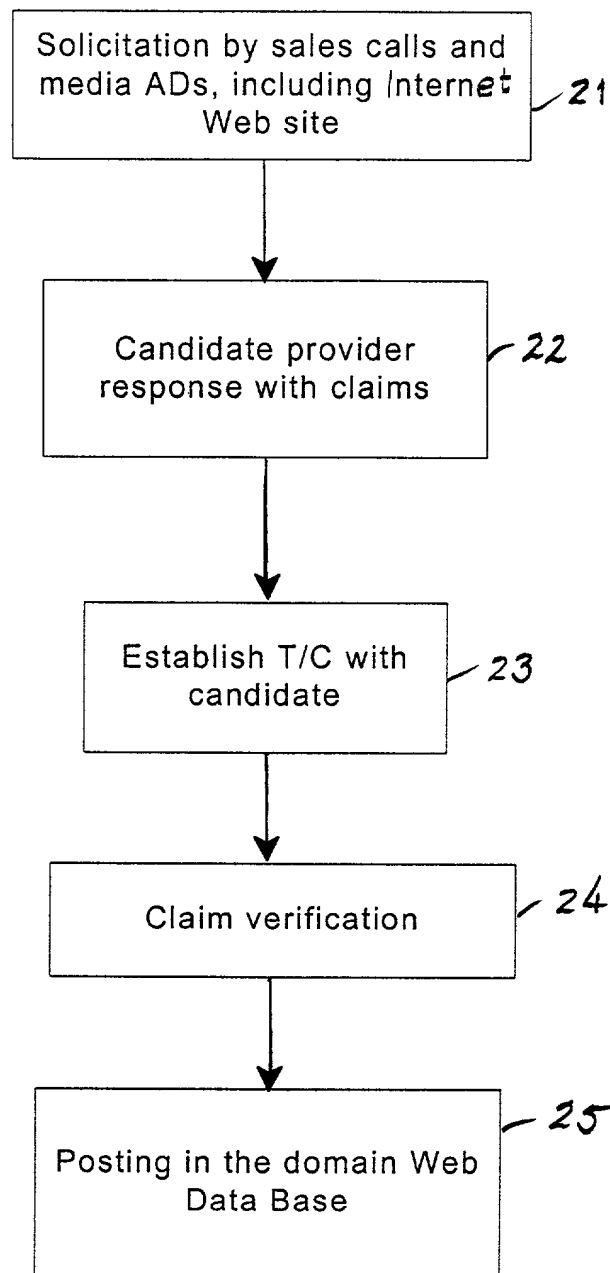 Solicitation by sales calls and
media ADs, including Internet
Web site
21
Candidate provider
response with claims
22
Establish T/C with
candidate
23
Claim verification
24
Posting in the domain Web
Data Base
25